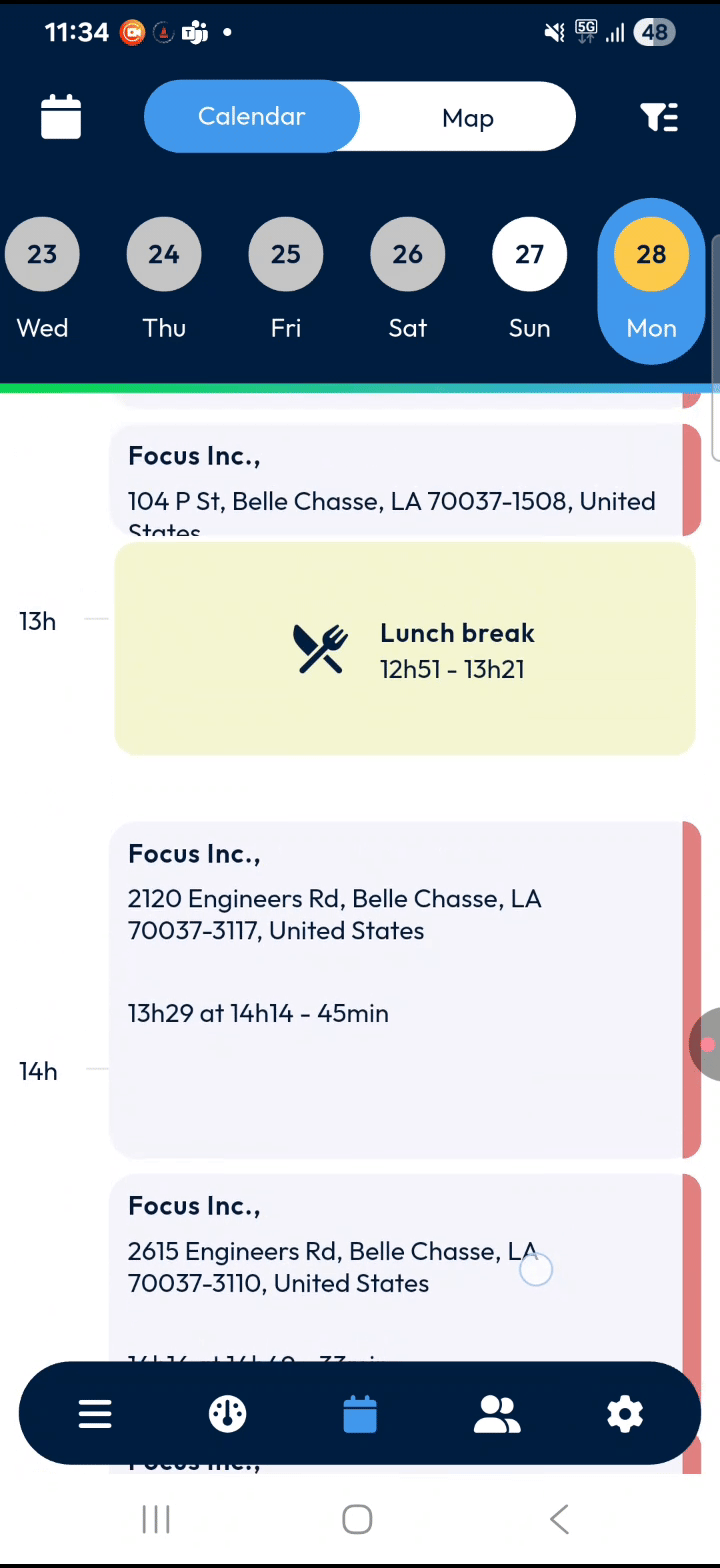 11:34
5G
48
Calendar
Map
23
24
25
26
27
28
Wed
Thu
Fri
Sat
Sun
Mon
Focus Inc.,
104 P St, Belle Chasse, LA 70037-1508, United
States
13h
Lunch break
12h51 - 13h21
Focus Inc.,
2120 Engineers Rd, Belle Chasse, LA
70037-3117, United States
13h29 at 14h14 - 45min
14h
Focus Inc.,
2615 Engineers Rd, Belle Chasse, LA
70037-3110, United States
Focus Inc.,